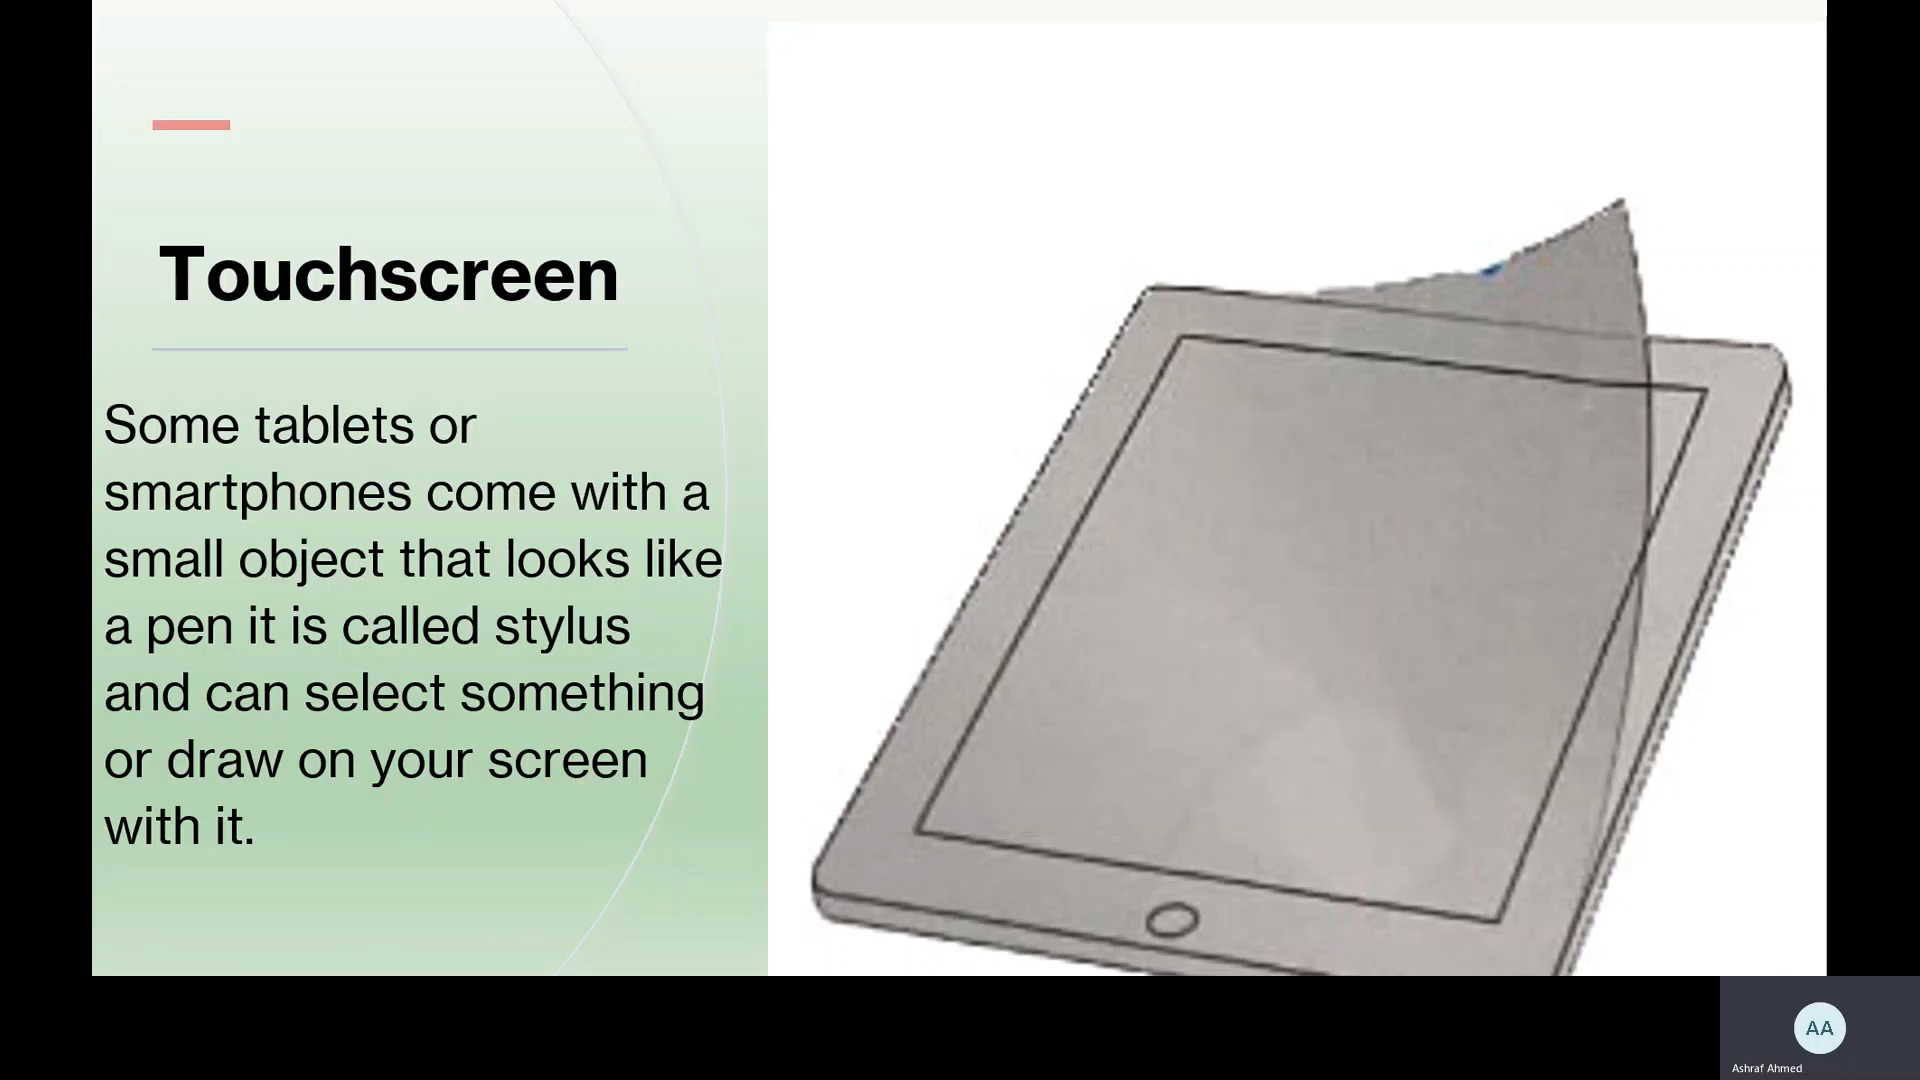 Touchscreen
Some tablets or
smartphones come with a
small object that looks like
a pen it is called stylus
and can select something
or draw on your screen
with it.
AA
Ashraf Ahmed